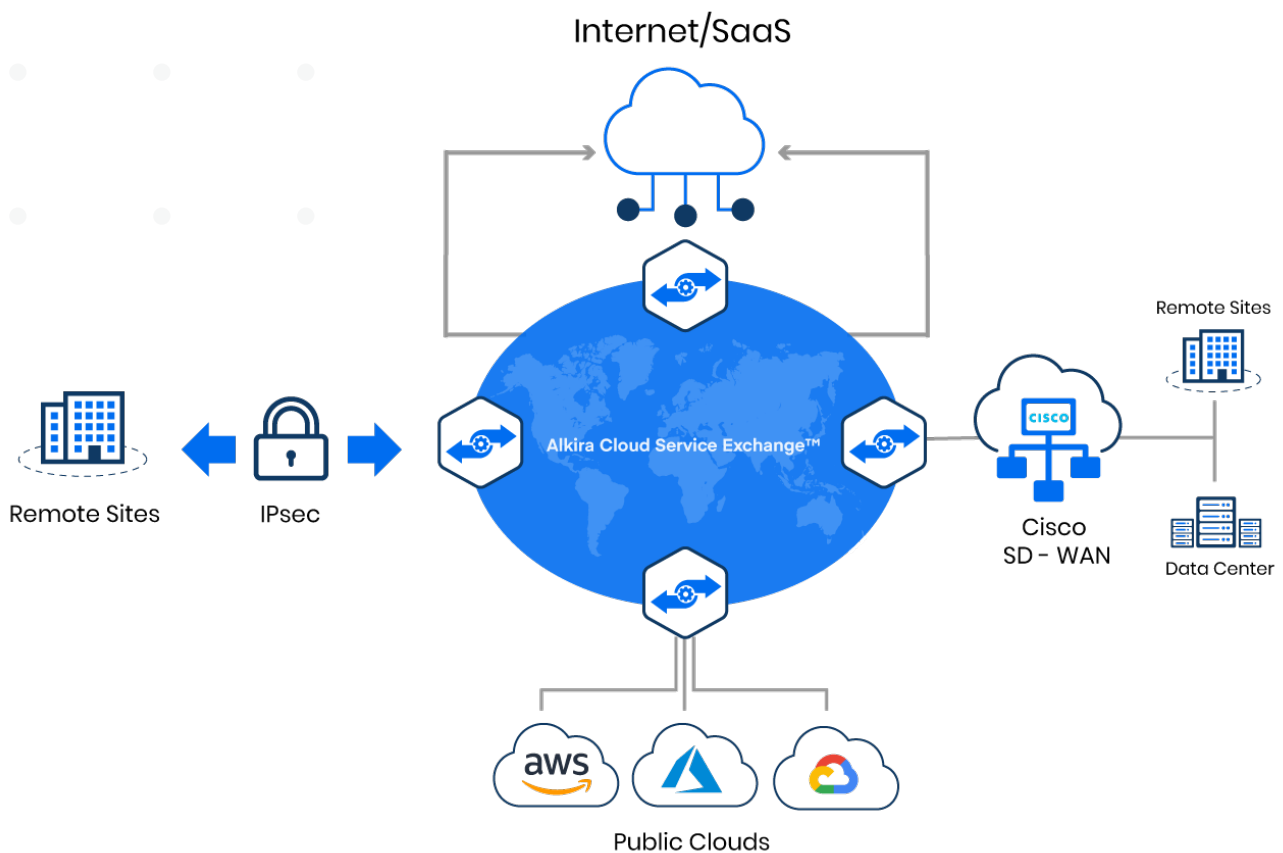 Internet/SaaS
Remote Sites
CISCO
Alkira Cloud Service Exchange™
Remote Sites
IPsec
Cisco
SD - WAN
Data Center
aws
Public Clouds